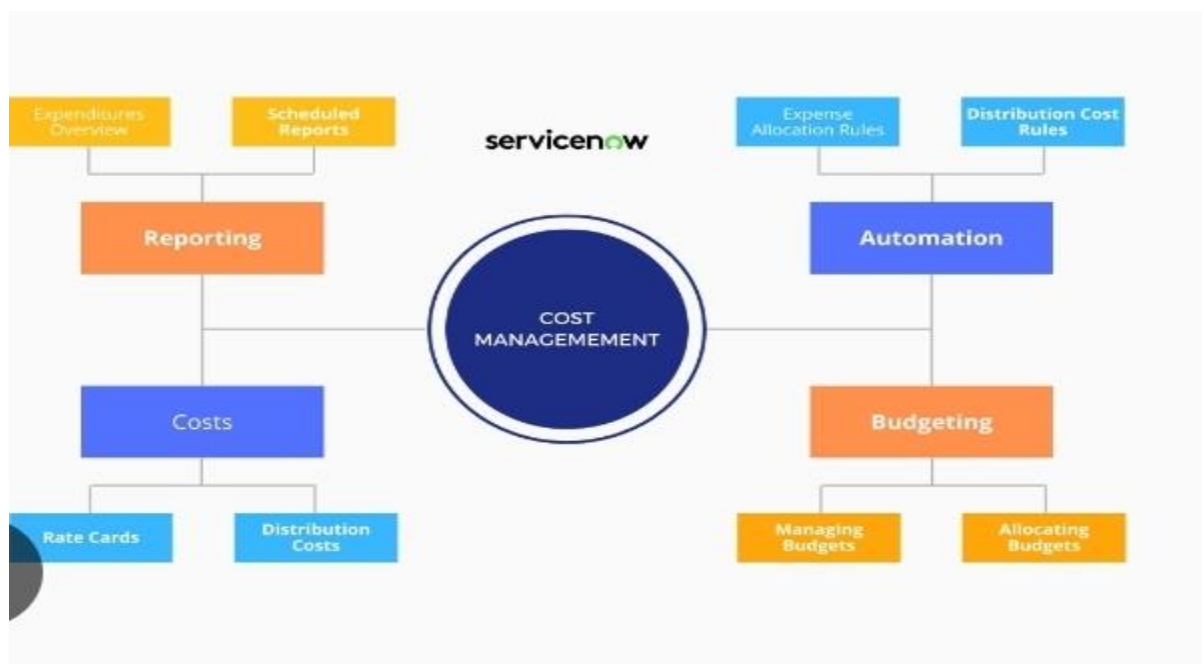 Expenditures
Overview
Scheduled
Reports
servicenow
Expense
Allocation Rules
Distribution Cost
Rules
Reporting
Automation
COST
MANAGEMEMENT
Costs
Budgeting
Rate Cards
Distribution
Costs
Managing
Budgets
Allocating
Budgets